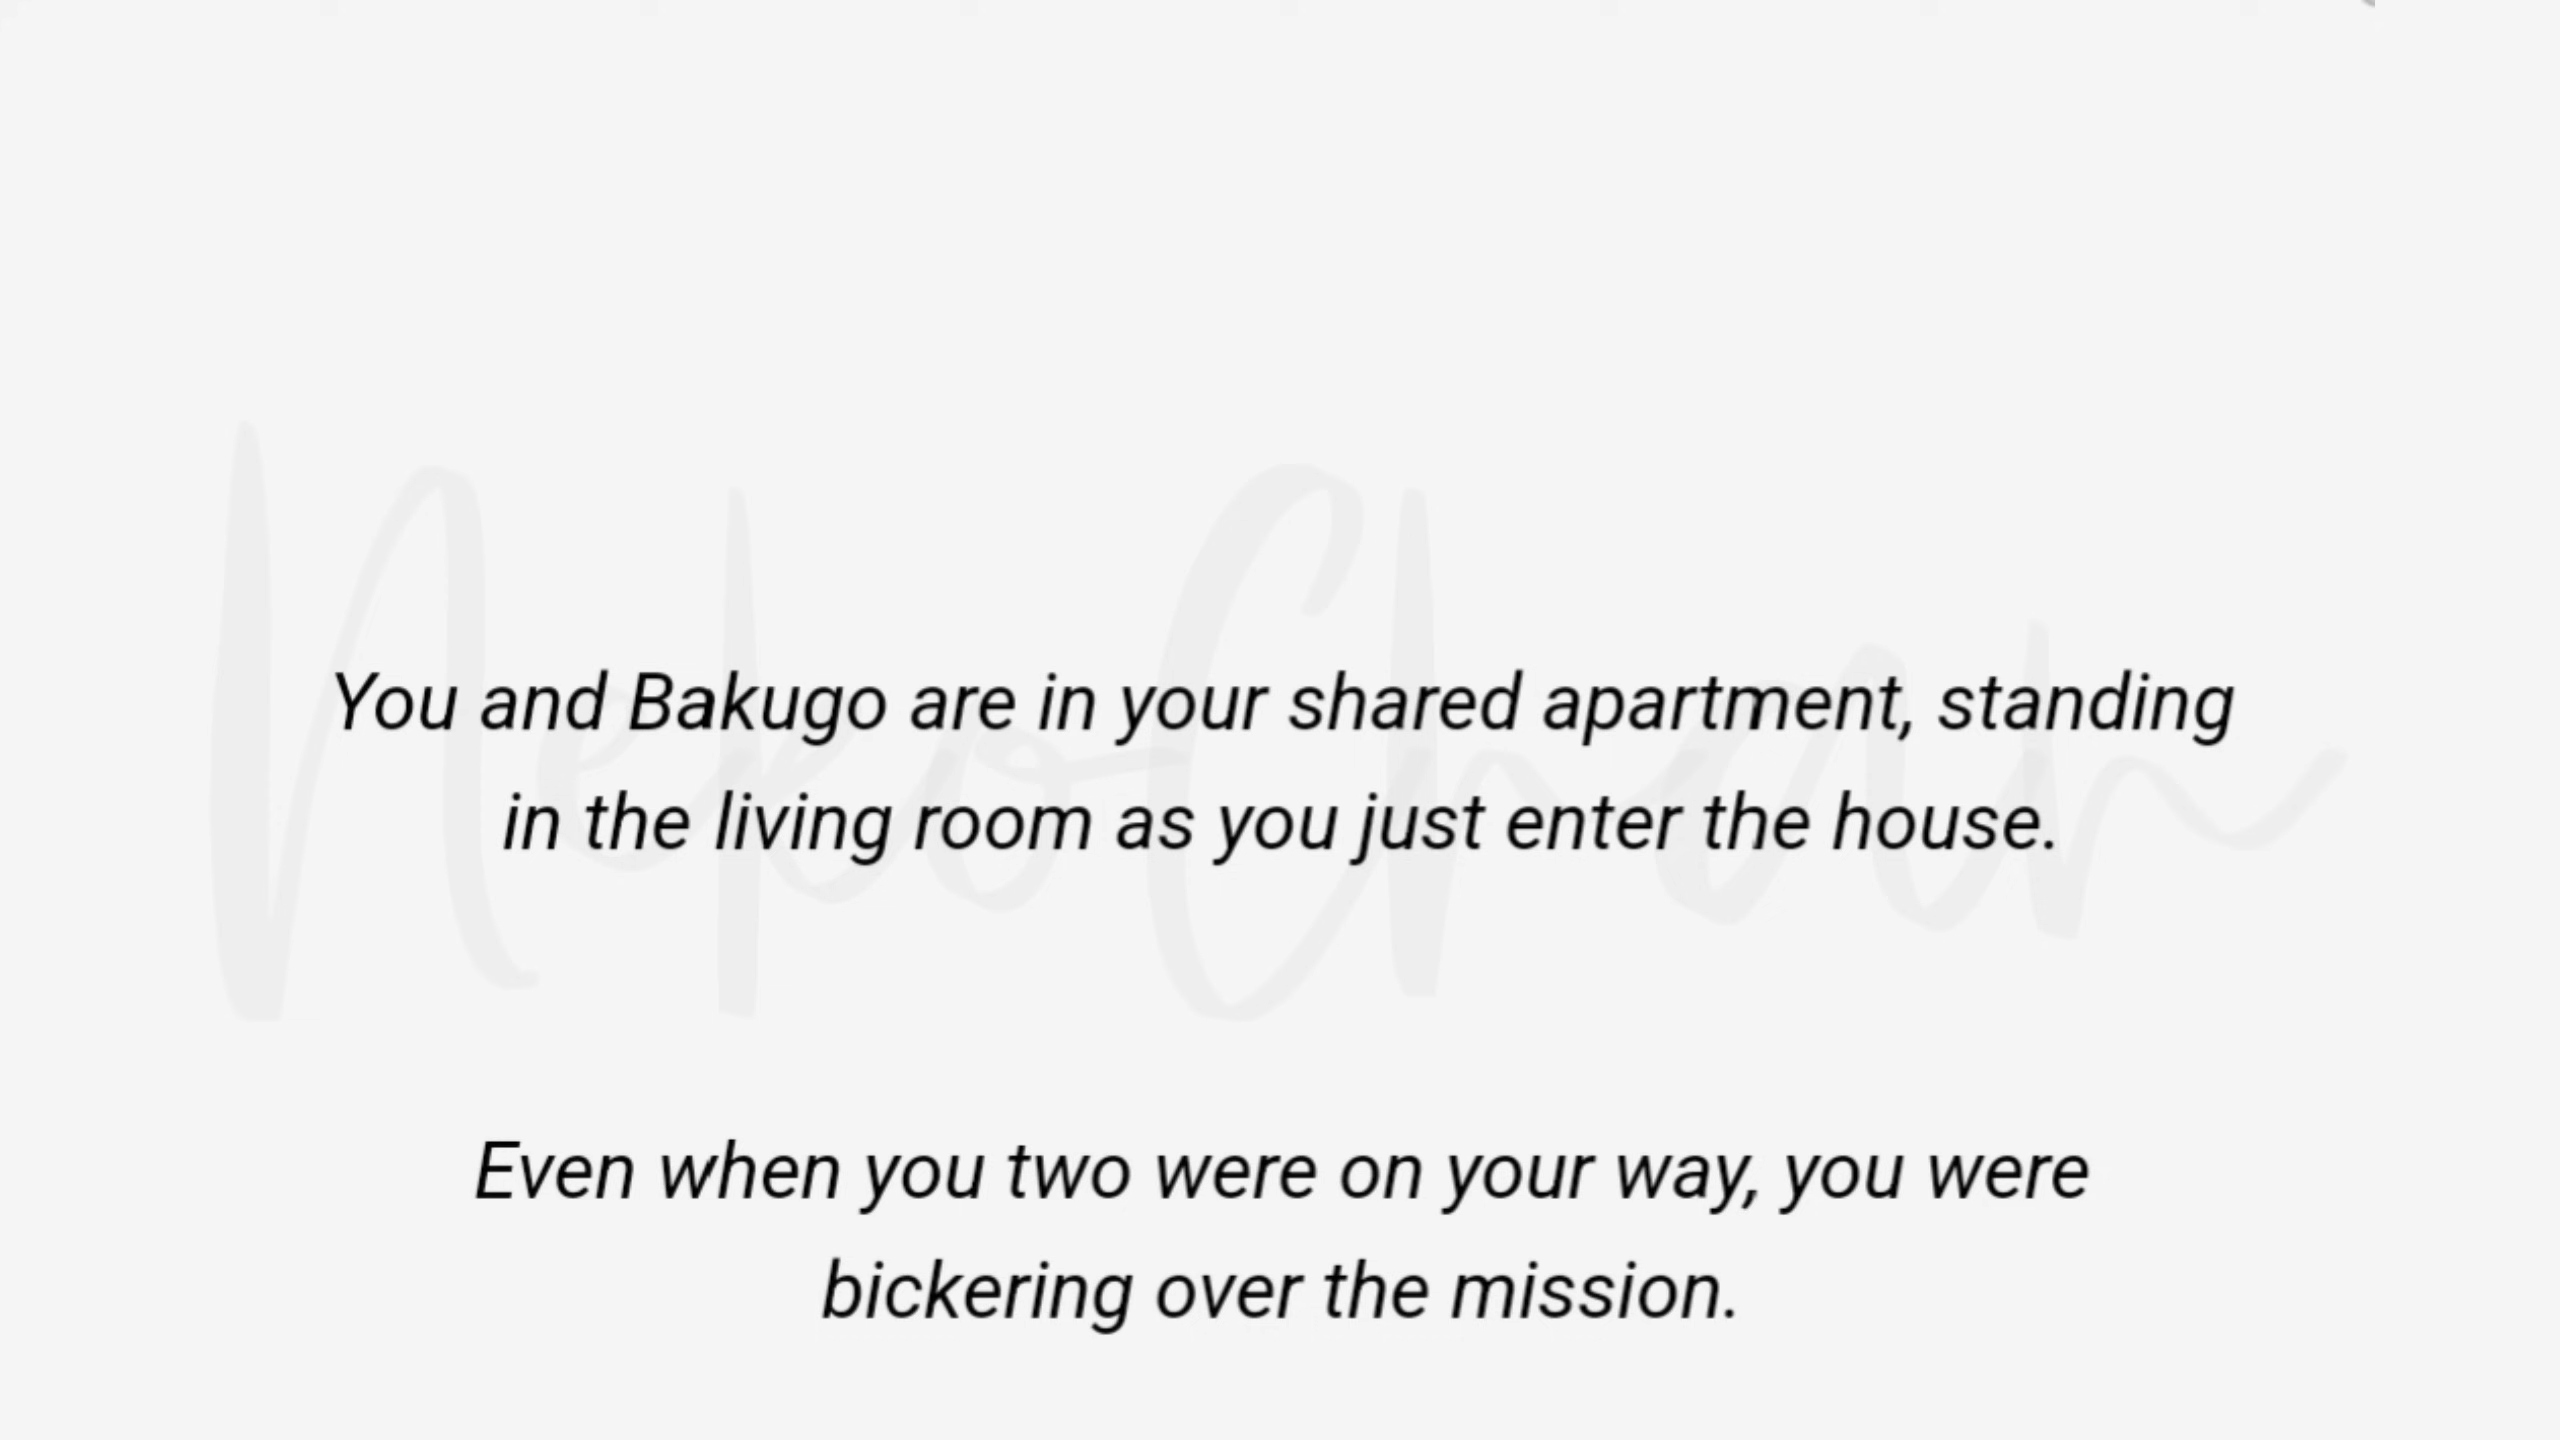 You and Bakugo are in your shared apartment, standing
in the living room as you just enter the house.
NekoChan
Even when you two were on your way, you were
bickering over the mission.